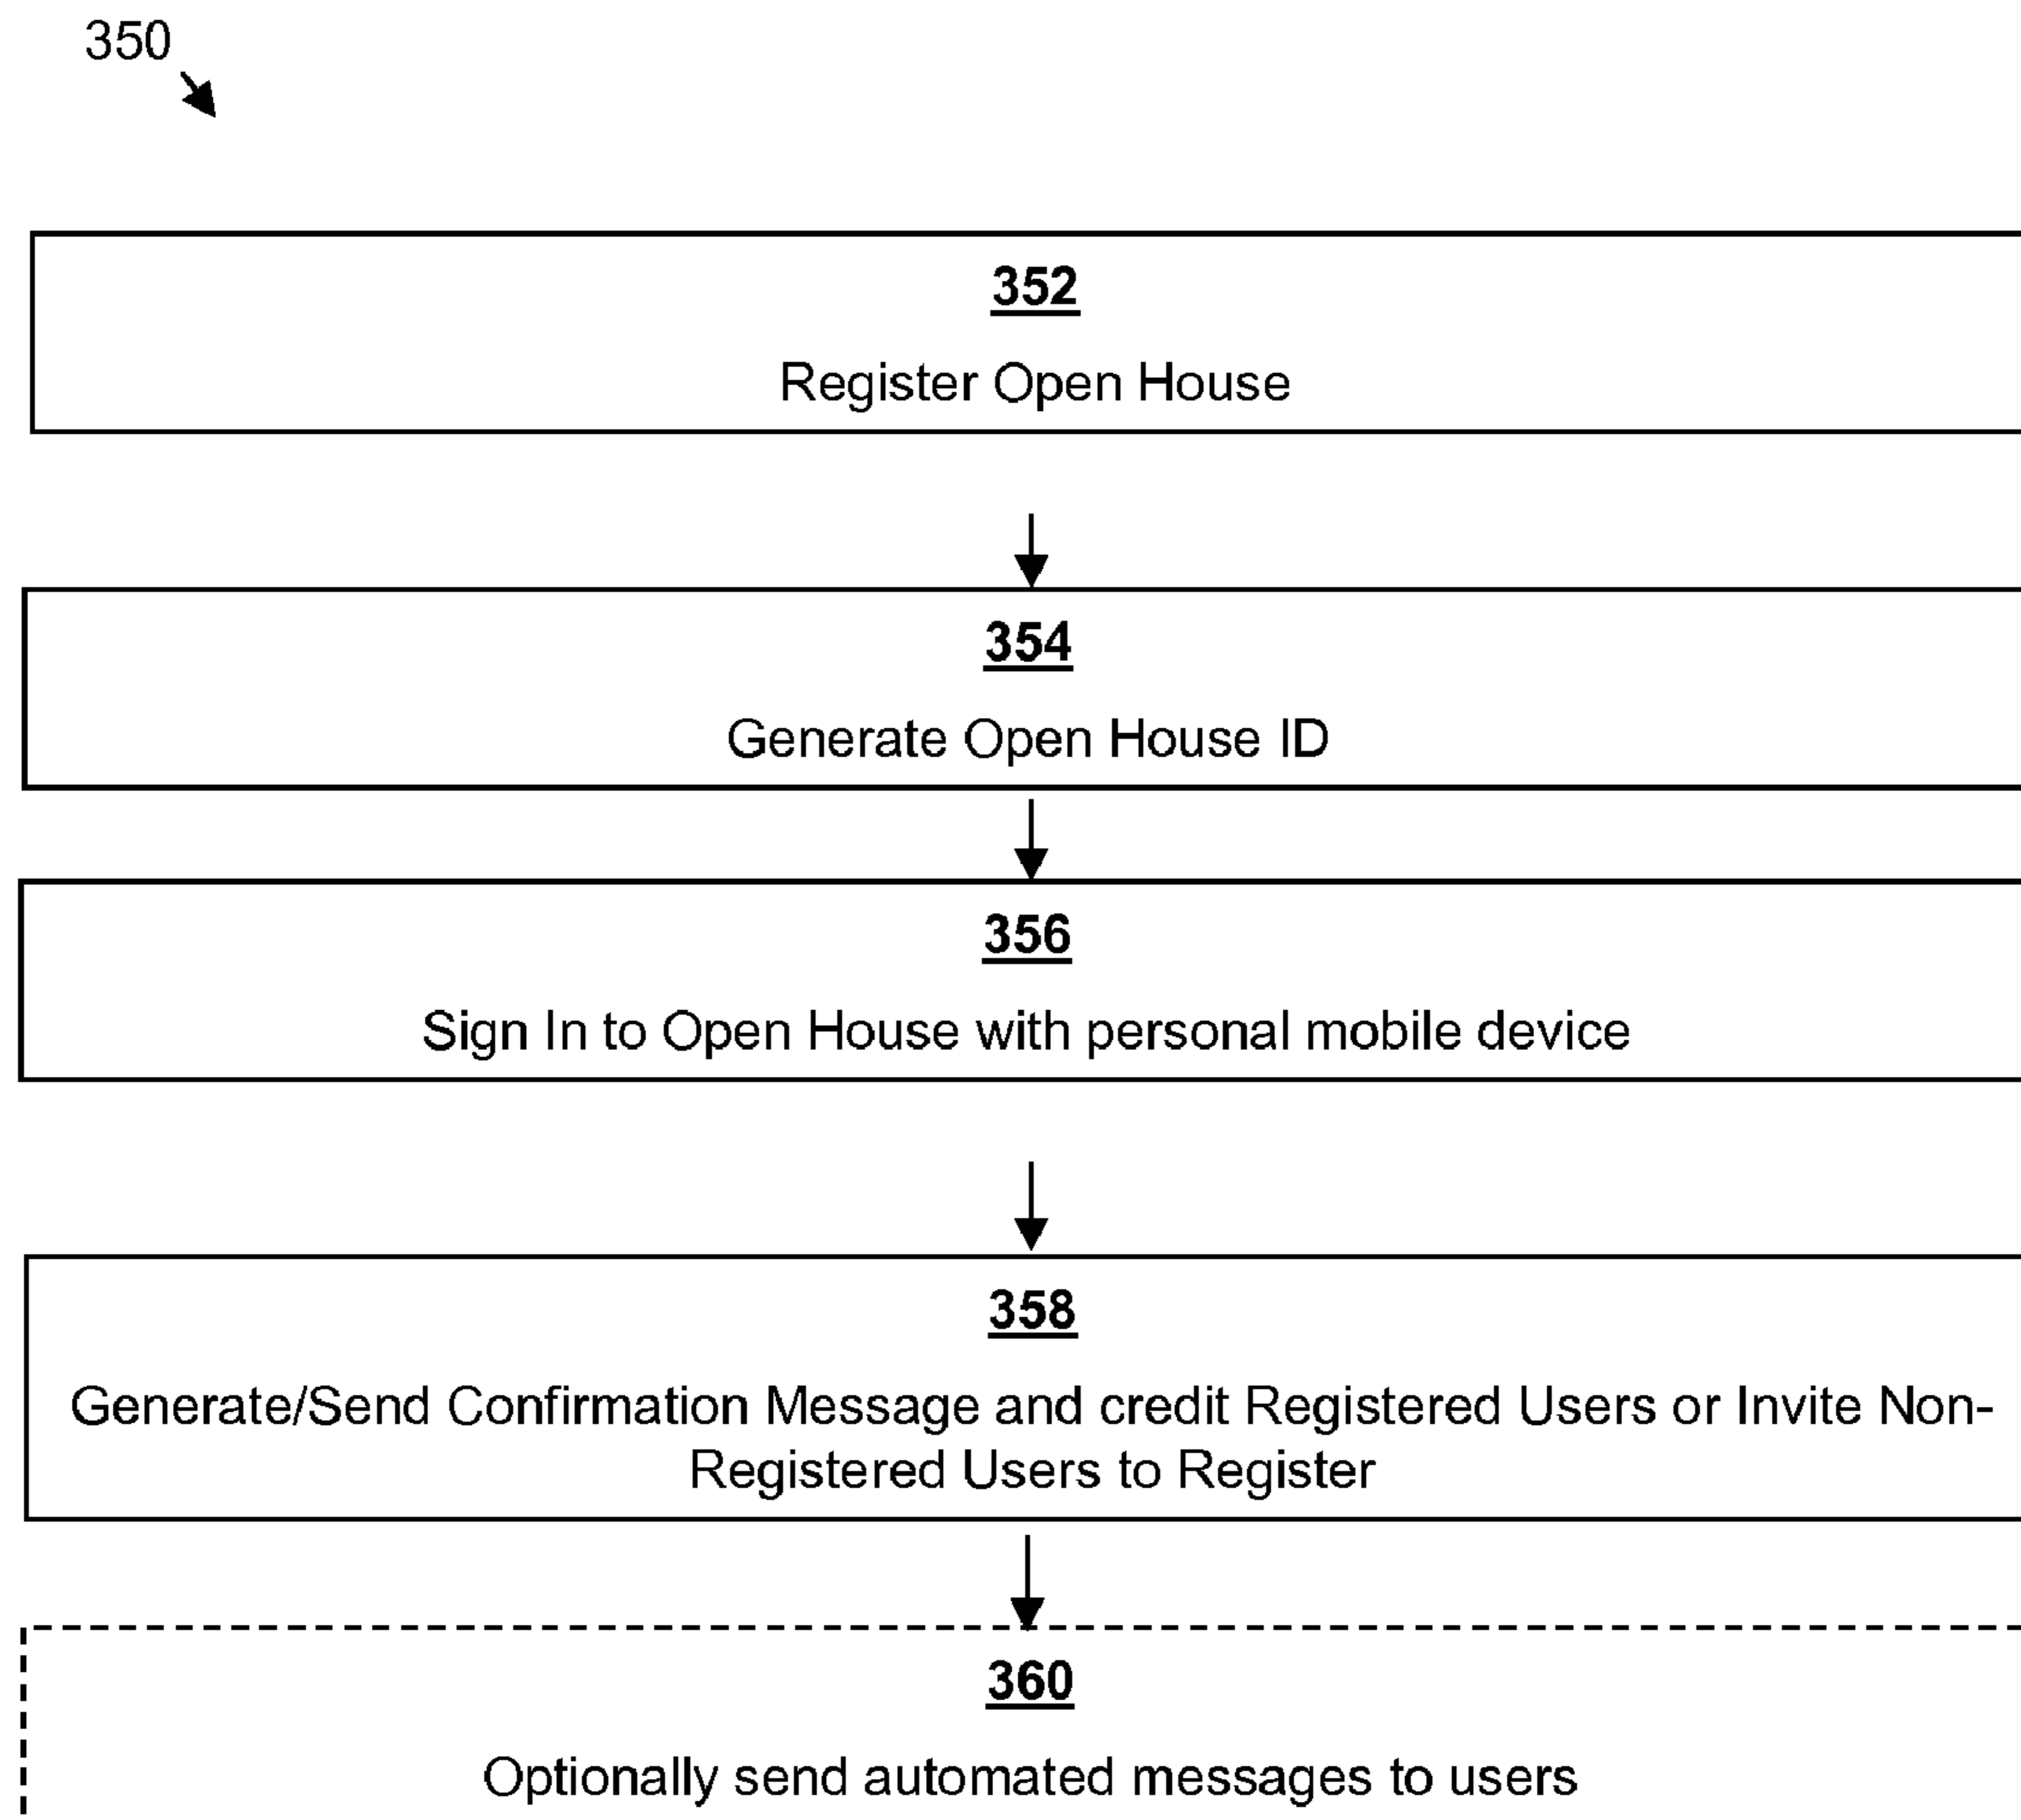 350
352
Register Open House
354
Generate Open House ID
356
Sign In to Open House with personal mobile device
358
Generate/Send Confirmation Message and credit Registered Users or Invite Non-
Registered Users to Register
360
Optionally send automated messages to users